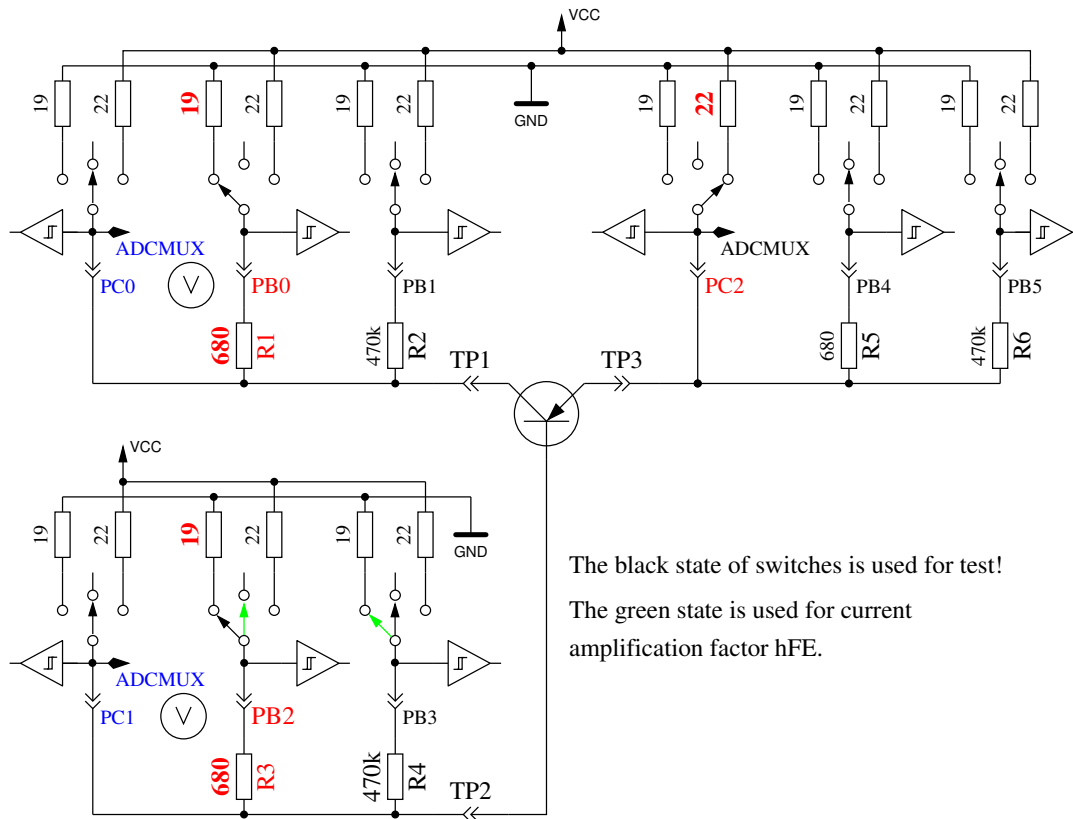 VCC
19
22
19
22
19
22
GND
19
22
19
22
19
22
ADCMUX
ADCMUX
PC0
V
PB0
PB1
PC2
PB4
PB5
680
R1
470k
R2
680
R5
470k
R6
TP1
TP3
VCC
19
22
19
22
19
22
GND
The black state of switches is used for test!
The green state is used for current
amplification factor hFE.
ADCMUX
PC1
V
PB2
PB3
680
R3
470k
R4
TP2